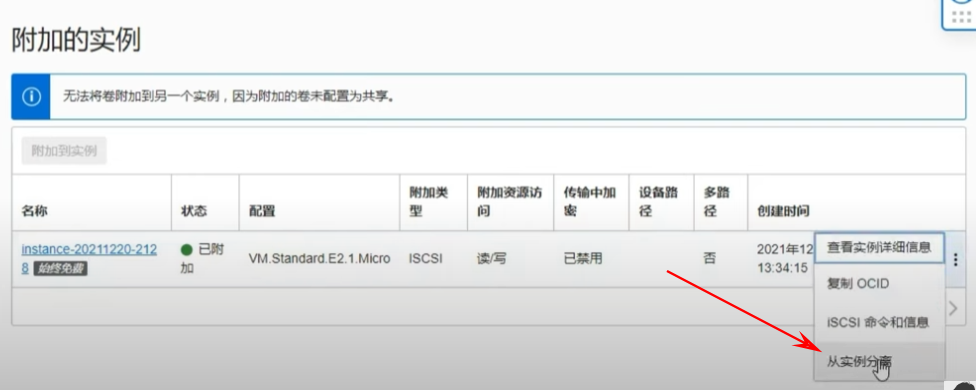 附加的实例
无法将卷附加到另一个实例，因为附加的卷未配置为共享。
附加到实例
名称 状态 配置 附加类型 附加资源访问 传输中加密 设备路径 多路径 创建时间
instance-20211220-2128 始终免费 已附加 VM.Standard.E2.1.Micro ISCSI 读/写 已禁用 否 2021年12 13:34:15
查看实例详细信息
复制 OCID
iSCSI 命令和信息
从实例分离